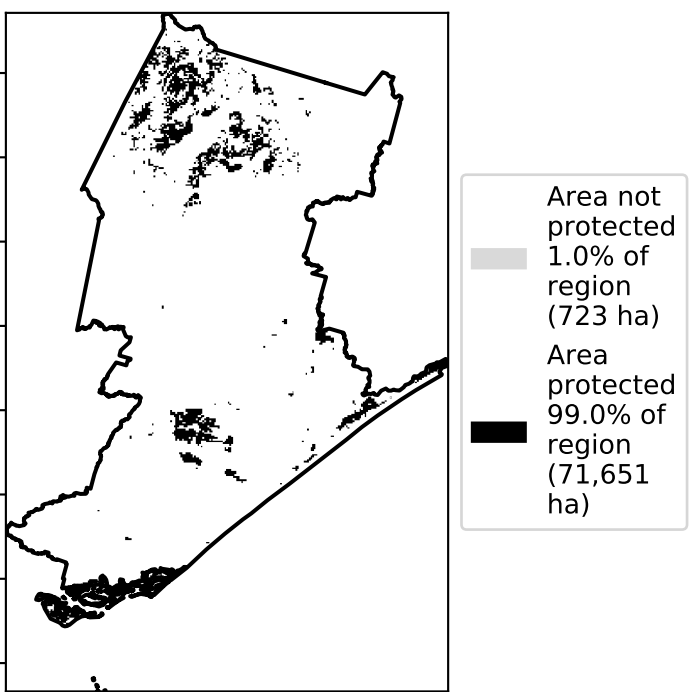 Area not
protected
1.0% of
region
(723 ha)
Area
protected
99.0% of
region
(71,651
ha)